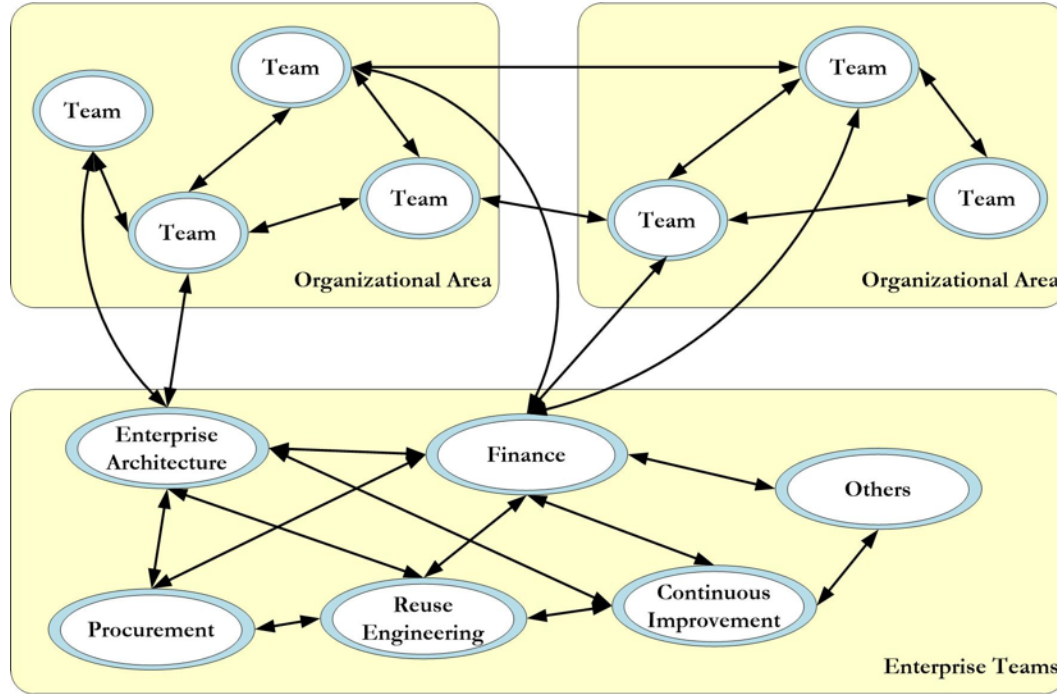 Team
Team
Team
Team
Organizational Area
Team
Team
Team
Organizational Area
Enterprise
Architecture
Finance
Others
Procurement
Reuse
Engineering
Continuous
Improvement
Enterprise Teams